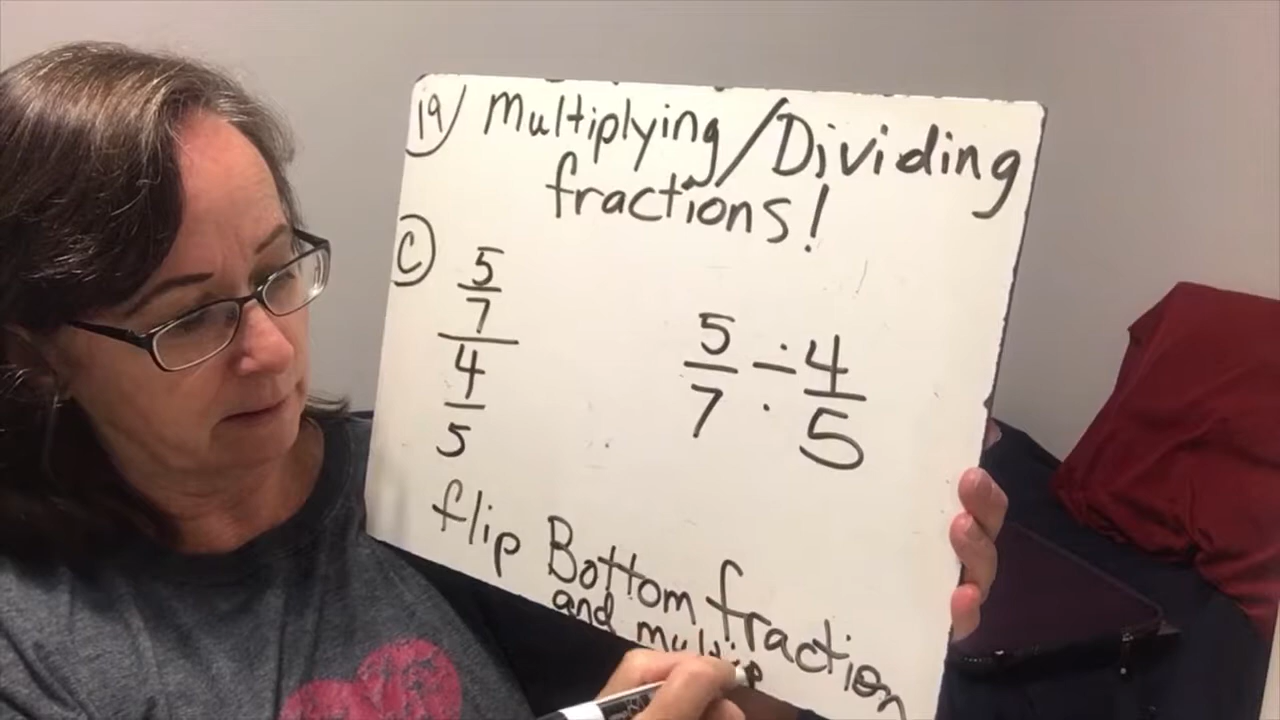 19) Multiplying/Dividing
fractions!
C
5
7
4
5
5 ÷ 4
7 5
flip Bottom fraction
and